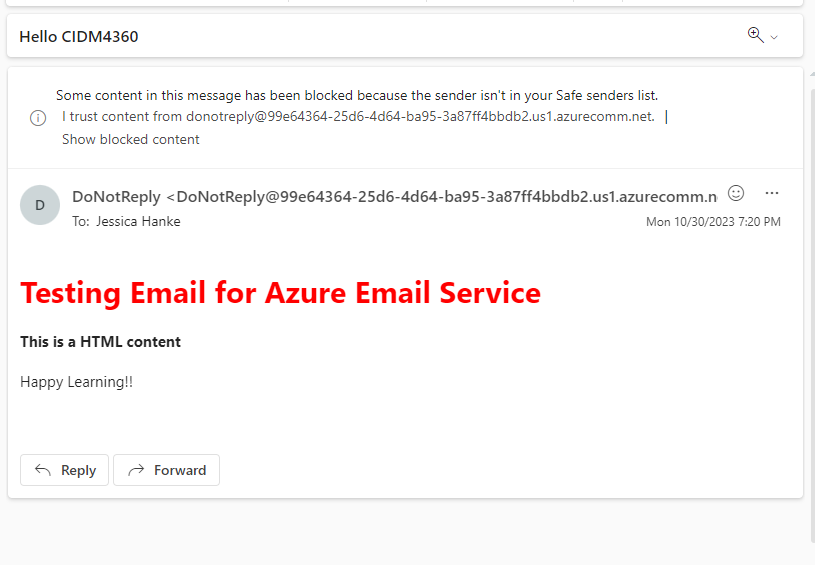 Hello CIDM4360
Some content in this message has been blocked because the sender isn't in your Safe senders list.
I trust content from donotreply@99e64364-25d6-4d64-ba95-3a87ff4bbdb2.us1.azurecomm.net. |
Show blocked content
D
DoNotReply <DoNotReply@99e64364-25d6-4d64-ba95-3a87ff4bbdb2.us1.azurecomm.n
To: Jessica Hanke
Mon 10/30/2023 7:20 PM
Testing Email for Azure Email Service
This is a HTML content
Happy Learning!!
Reply
Forward